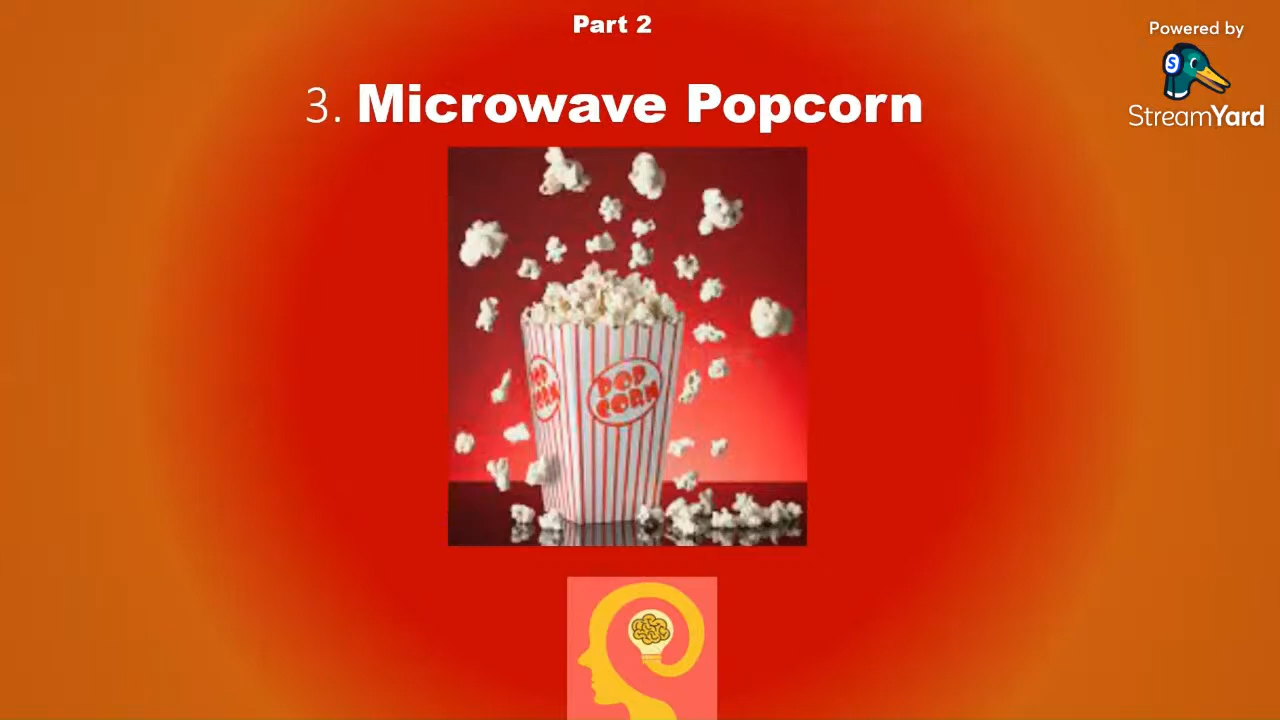 Part 2
Powered by
S
StreamYard
3. Microwave Popcorn
POP
CORN
POP
CORN